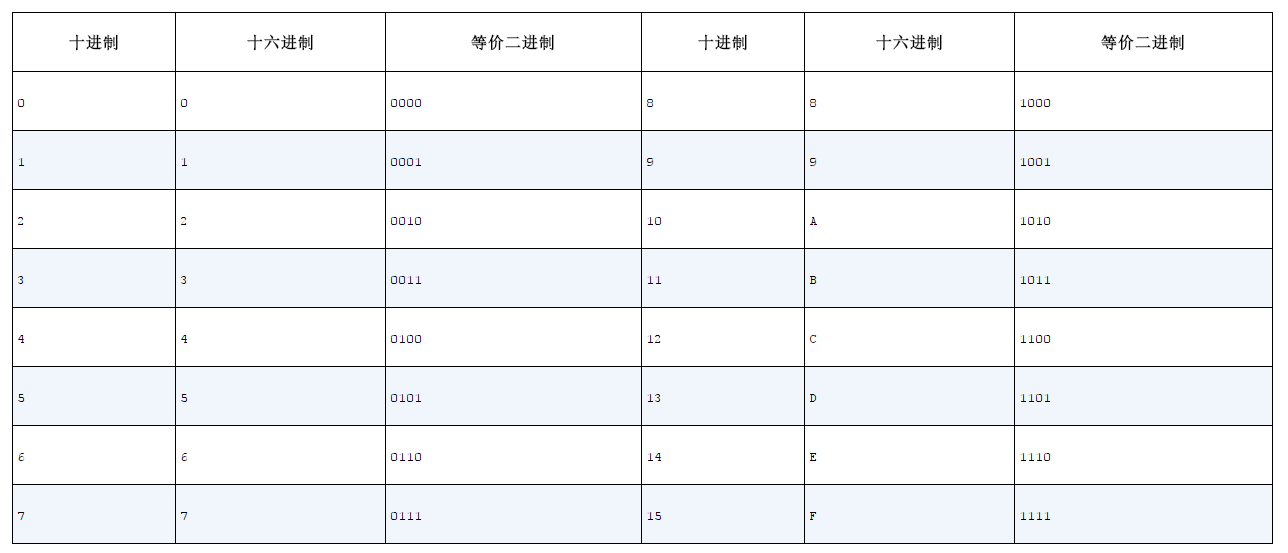 十进制 十六进制 等价二进制 十进制 十六进制 等价二进制
0 0 0000 8 8 1000
1 1 0001 9 9 1001
2 2 0010 10 A 1010
3 3 0011 11 B 1011
4 4 0100 12 C 1100
5 5 0101 13 D 1101
6 6 0110 14 E 1110
7 7 0111 15 F 1111